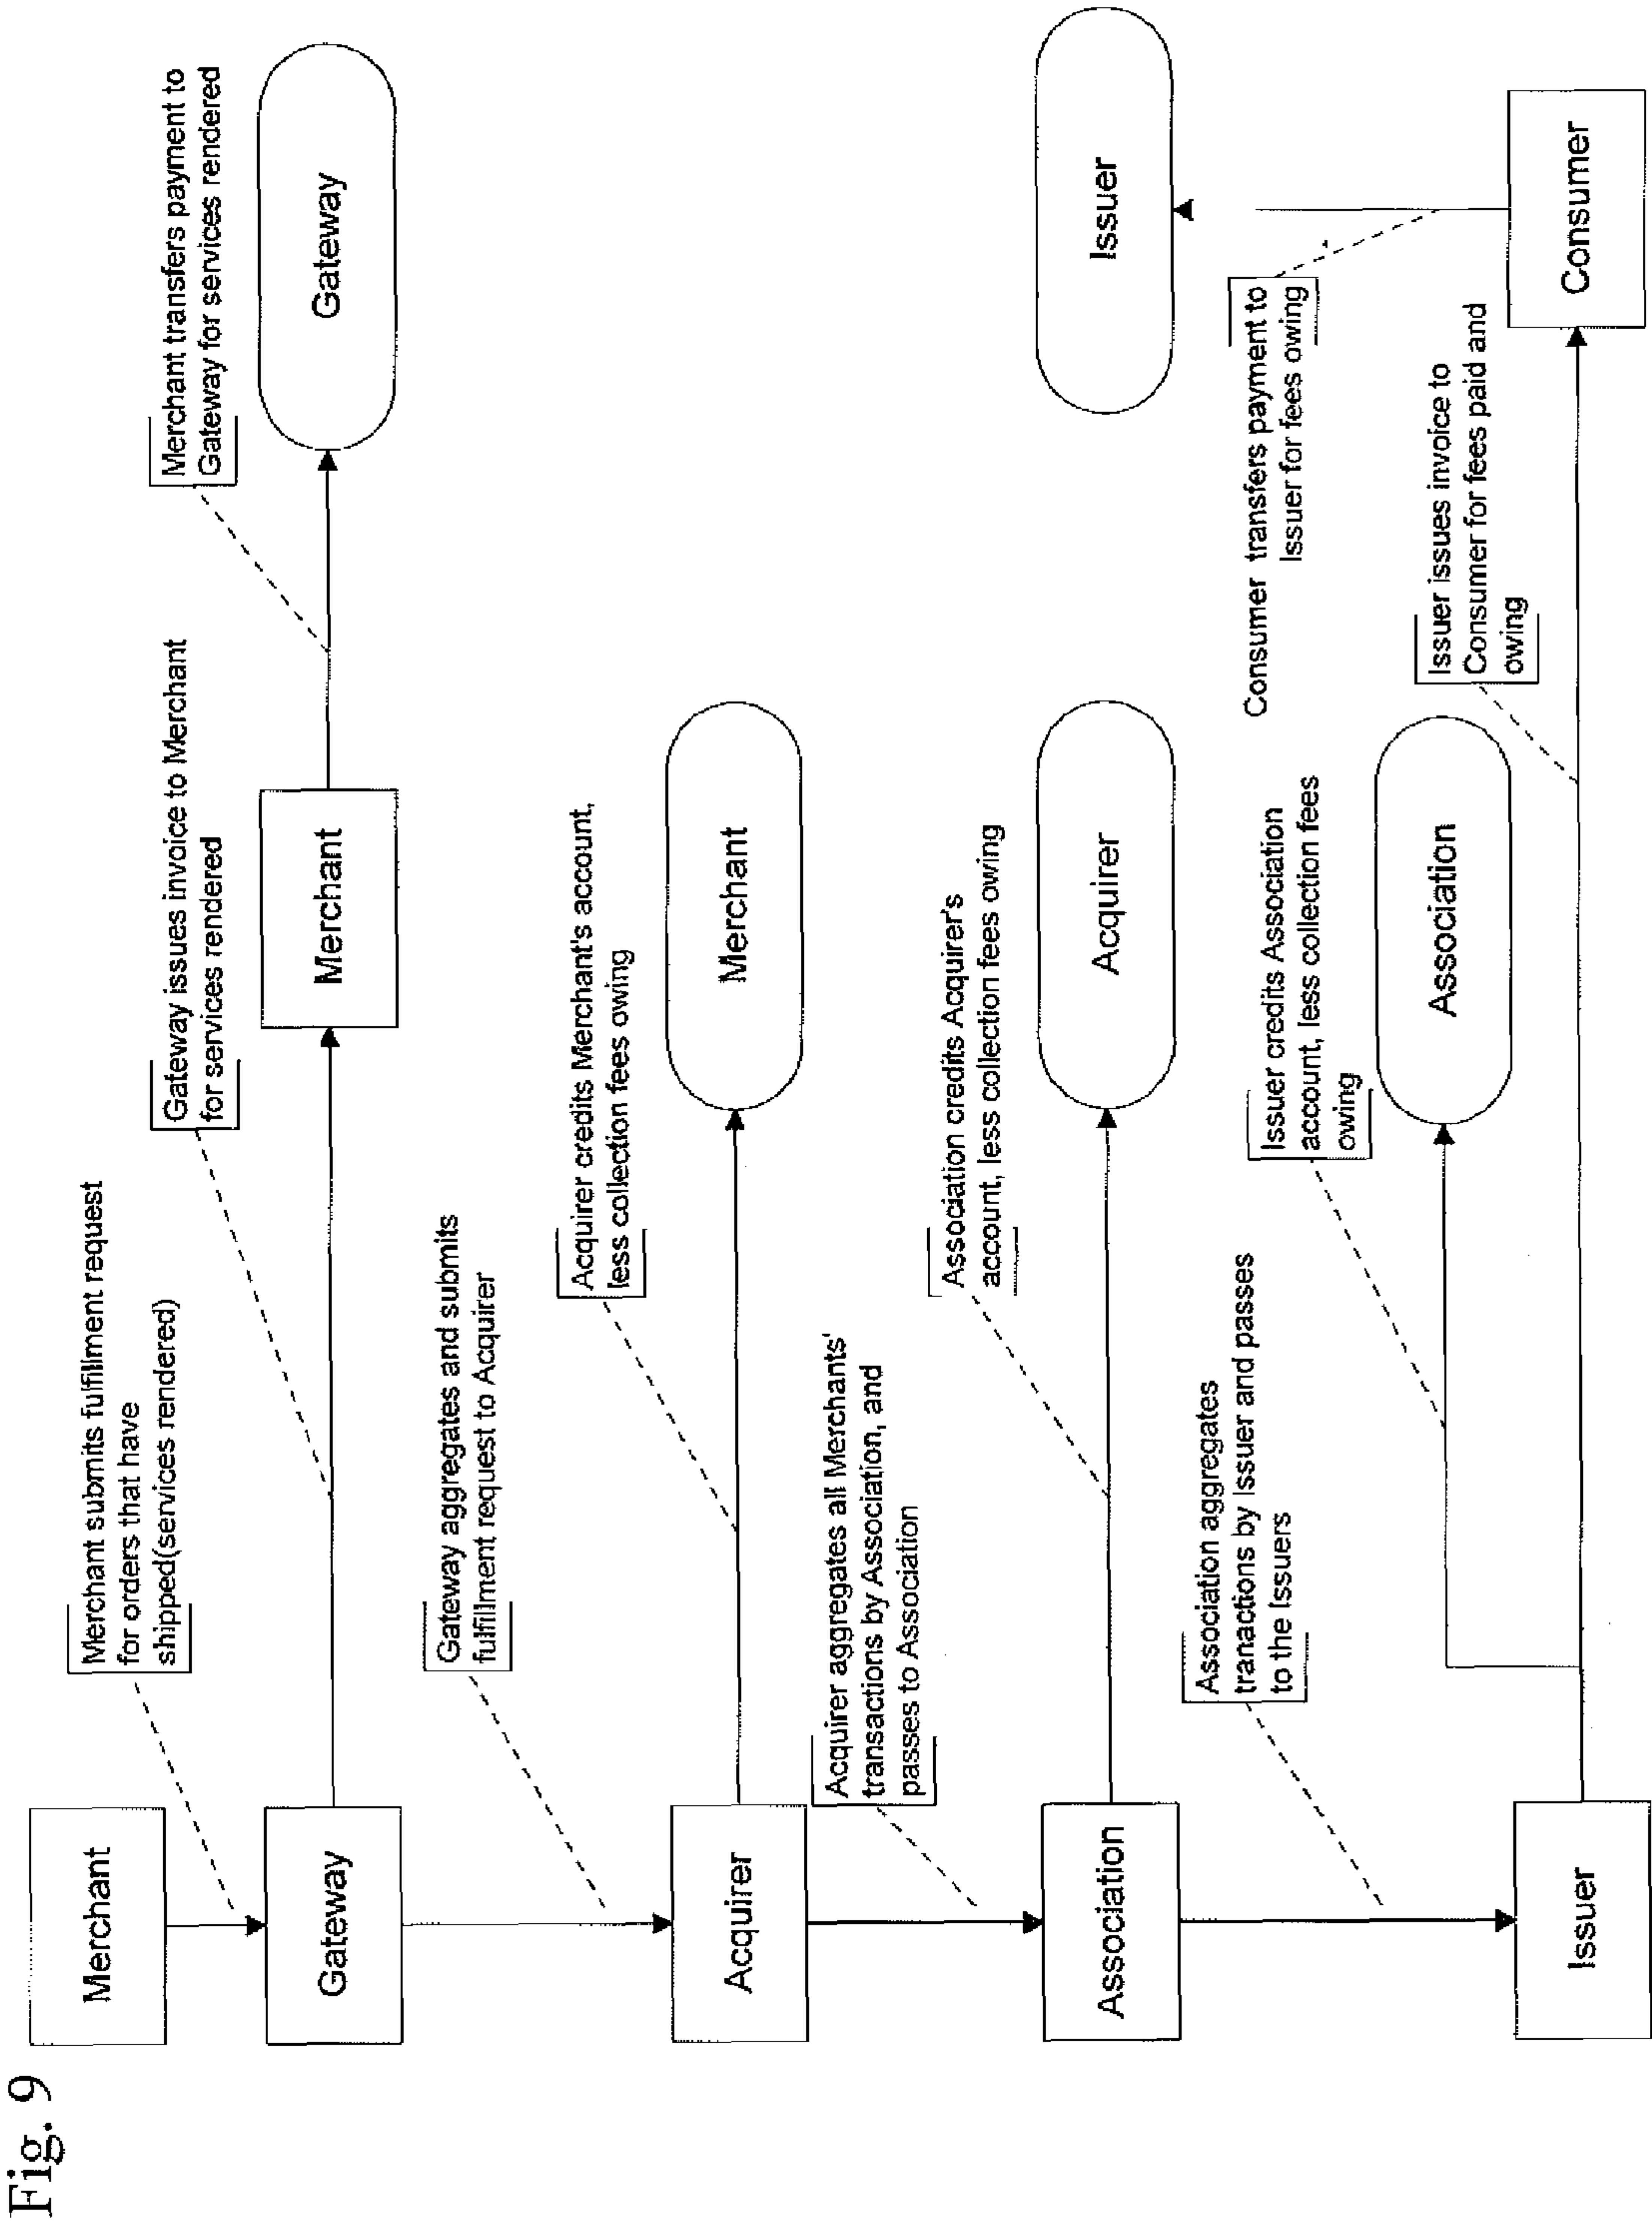 Fig. 9
Merchant
Merchant submits fulfillment request
for orders that have
shipped(services rendered)
Gateway
Gateway issues invoice to Merchant
for services rendered
Merchant
Merchant transfers payment to
Gateway for services rendered
Gateway
Gateway aggregates and submits
fulfillment request to Acquirer
Acquirer
Acquirer credits Merchant's account,
less collection fees owing
Merchant
Acquirer aggregates all Merchants'
transactions by Association, and
passes to Association
Association
Association credits Acquirer's
account, less collection fees owing
Acquirer
Association aggregates
tranactions by Issuer and passes
to the Issuers
Issuer
Issuer credits Association
account, less collection fees
owing
Association
Issuer issues invoice to
Consumer for fees paid and
owing
Consumer
Consumer transfers payment to
Issuer for fees owing
Issuer